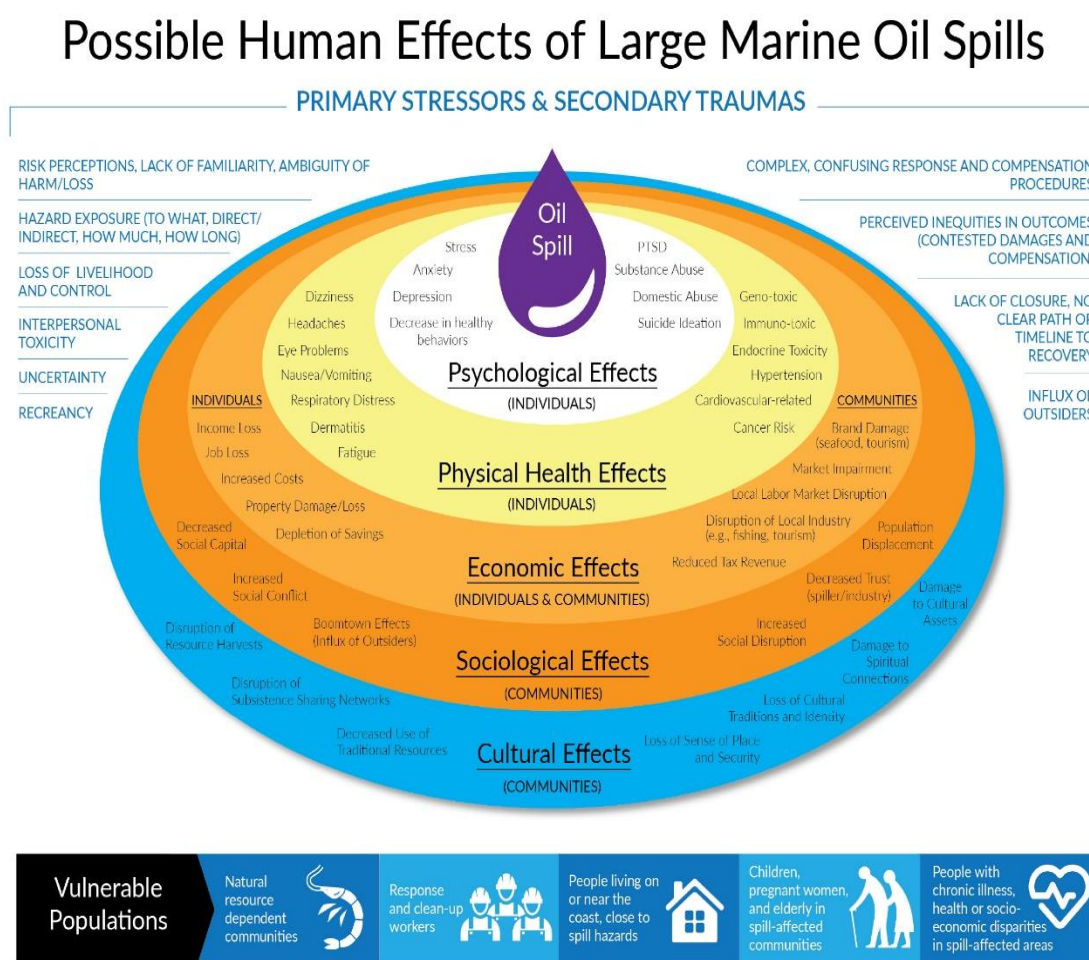 Possible Human Effects of Large Marine Oil Spills
PRIMARY STRESSORS & SECONDARY TRAUMAS
RISK PERCEPTIONS, LACK OF FAMILIARITY, AMBIGUITY OF
HARM/LOSS
HAZARD EXPOSURE (TO WHAT, DIRECT/
INDIRECT, HOW MUCH, HOW LONG)
LOSS OF LIVELIHOOD
AND CONTROL
INTERPERSONAL
TOXICITY
UNCERTAINTY
RECREANCY
COMPLEX, CONFUSING RESPONSE AND COMPENSATION
PROCEDURES
PERCEIVED INEQUITIES IN OUTCOMES
(CONTESTED DAMAGES AND
COMPENSATION
LACK OF CLOSURE, NO
CLEAR PATH OR
TIMELINE TO
RECOVERY
INFLUX OF
OUTSIDERS
Oil
Spill
Stress
Anxiety
Depression
Decrease in healthy
behaviors
PTSD
Substance Abuse
Domestic Abuse
Suicide Ideation
Psychological Effects
(INDIVIDUALS)
Dizziness
Headaches
Eye Problems
Nausea/Vomiting
Respiratory Distress
Dermatitis
Fatigue
Geno-toxic
Immuno-toxic
Endocrine Toxicity
Hypertension
Cardiovascular-related
Cancer Risk
Physical Health Effects
(INDIVIDUALS)
INDIVIDUALS
Income Loss
Job Loss
Increased Costs
Property Damage/Loss
Depletion of Savings
COMMUNITIES
Brand Damage
(seafood, tourism)
Market Impairment
Local Labor Market Disruption
Disruption of Local Industry
(e.g., fishing, tourism)
Reduced Tax Revenue
Economic Effects
(INDIVIDUALS & COMMUNITIES)
Decreased
Social Capital
Increased
Social Conflict
Boomtown Effects
(Influx of Outsiders)
Population
Displacement
Decreased Trust
(spiller/industry)
Increased
Social Disruption
Sociological Effects
(COMMUNITIES)
Disruption of
Resource Harvests
Disruption of
Subsistence Sharing Networks
Decreased Use of
Traditional Resources
Damage
to Cultural
Assets
Damage to
Spiritual
Connections
Loss of Cultural
Traditions and Identity
Loss of Sense of Place
and Security
Cultural Effects
(COMMUNITIES)
Vulnerable
Populations
Natural
resource
dependent
communities
Response
and clean-up
workers
People living on
or near the
coast, close to
spill hazards
Children,
pregnant women,
and elderly in
spill-affected
communities
People with
chronic illness,
health or socio-
economic disparities
in spill-affected areas